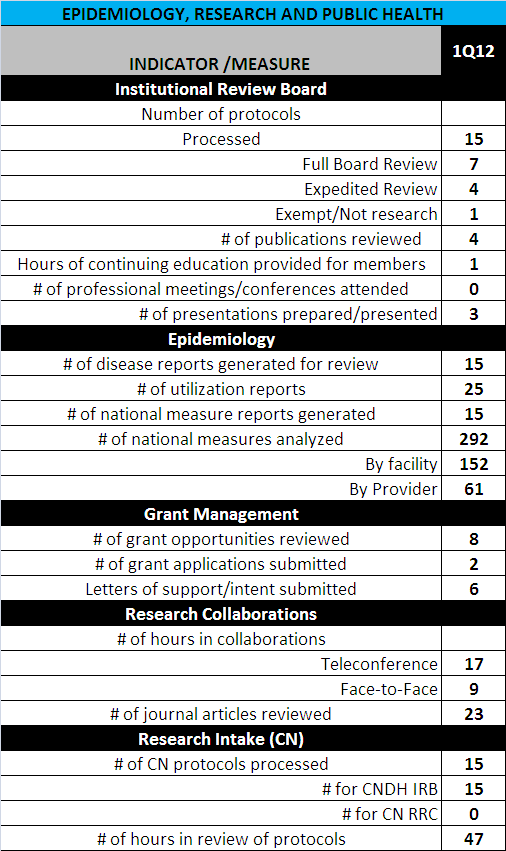 EPIDEMIOLOGY, RESEARCH AND PUBLIC HEALTH
INDICATOR /MEASURE 1Q12
Institutional Review Board
Number of protocols
Processed 15
Full Board Review 7
Expedited Review 4
Exempt/Not research 1
# of publications reviewed 4
Hours of continuing education provided for members 1
# of professional meetings/conferences attended 0
# of presentations prepared/presented 3
Epidemiology
# of disease reports generated for review 15
# of utilization reports 25
# of national measure reports generated 15
# of national measures analyzed 292
By facility 152
By Provider 61
Grant Management
# of grant opportunities reviewed 8
# of grant applications submitted 2
Letters of support/intent submitted 6
Research Collaborations
# of hours in collaborations
Teleconference 17
Face-to-Face 9
# of journal articles reviewed 23
Research Intake (CN)
# of CN protocols processed 15
# for CNDH IRB 15
# for CN RRC 0
# of hours in review of protocols 47